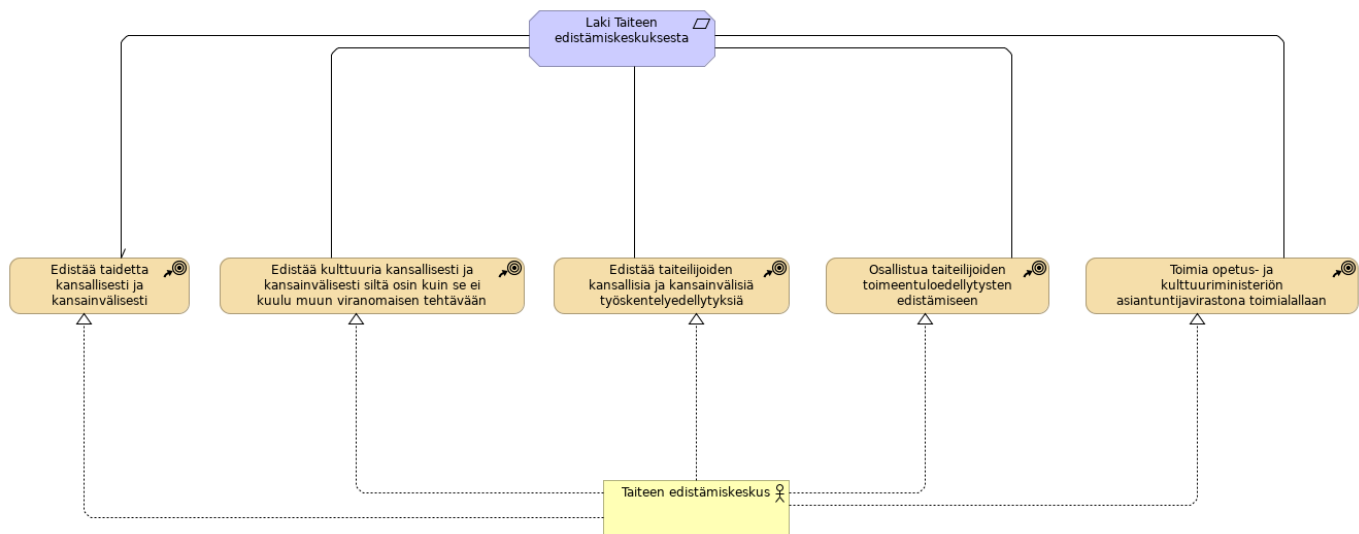 Laki Taiteen
edistämiskeskuksesta
Edistää taidetta
kansallisesti ja
kansainvälisesti
Edistää kulttuuria kansallisesti ja
kansainvälisesti siltä osin kuin se ei
kuulu muun viranomaisen tehtävään
Edistää taiteilijoiden
kansallisia ja kansainvälisiä
työskentelyedellytyksiä
Osallistua taiteilijoiden
toimeentuloedellytysten
edistämiseen
Toimia opetus- ja
kulttuuriministeriön
asiantuntijavirastona toimialallaan
Taiteen edistämiskeskus